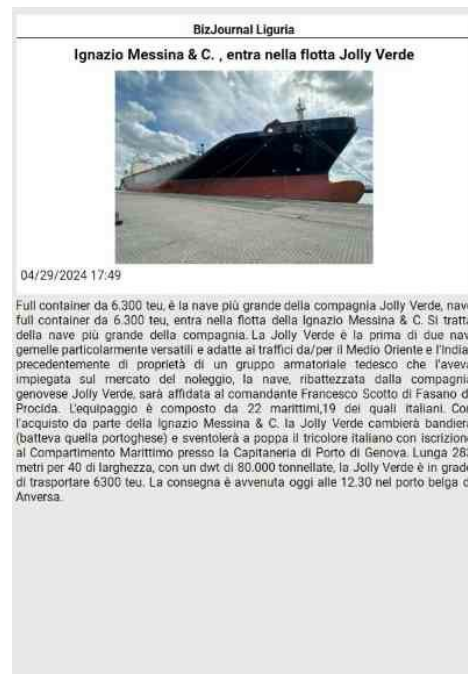 BizJournal Liguria
Ignazio Messina & C. , entra nella flotta Jolly Verde
04/29/2024 17:49
Full container da 6.300 teu, è la nave più grande della compagnia Jolly Verde, nave
full container da 6.300 teu, entra nella flotta della Ignazio Messina & C. Si tratta
della nave più grande della compagnia. La Jolly Verde è la prima di due navi
gemelle particolarmente versatili e adatte ai traffici da/per il Medio Oriente e l'India,
precedentemente di proprietà di un gruppo armatoriale tedesco che l'aveva
impiegata sul mercato del noleggio, la nave, ribattezzata dalla compagnia
genovese Jolly Verde, sarà affidata al comandante Francesco Scotto di Fasano di
Procida. L'equipaggio è composto da 22 marittimi,19 dei quali italiani. Con
l'acquisto da parte della Ignazio Messina & C. la Jolly Verde cambierà bandiera
(batteva quella portoghese) e sventolerà a poppa il tricolore italiano con iscrizione
al Compartimento Marittimo presso la Capitaneria di Porto di Genova. Lunga 283
metri per 40 di larghezza, con un dwt di 80.000 tonnellate, la Jolly Verde è in grado
di trasportare 6300 teu. La consegna è avvenuta oggi alle 12.30 nel porto belga di
Anversa.